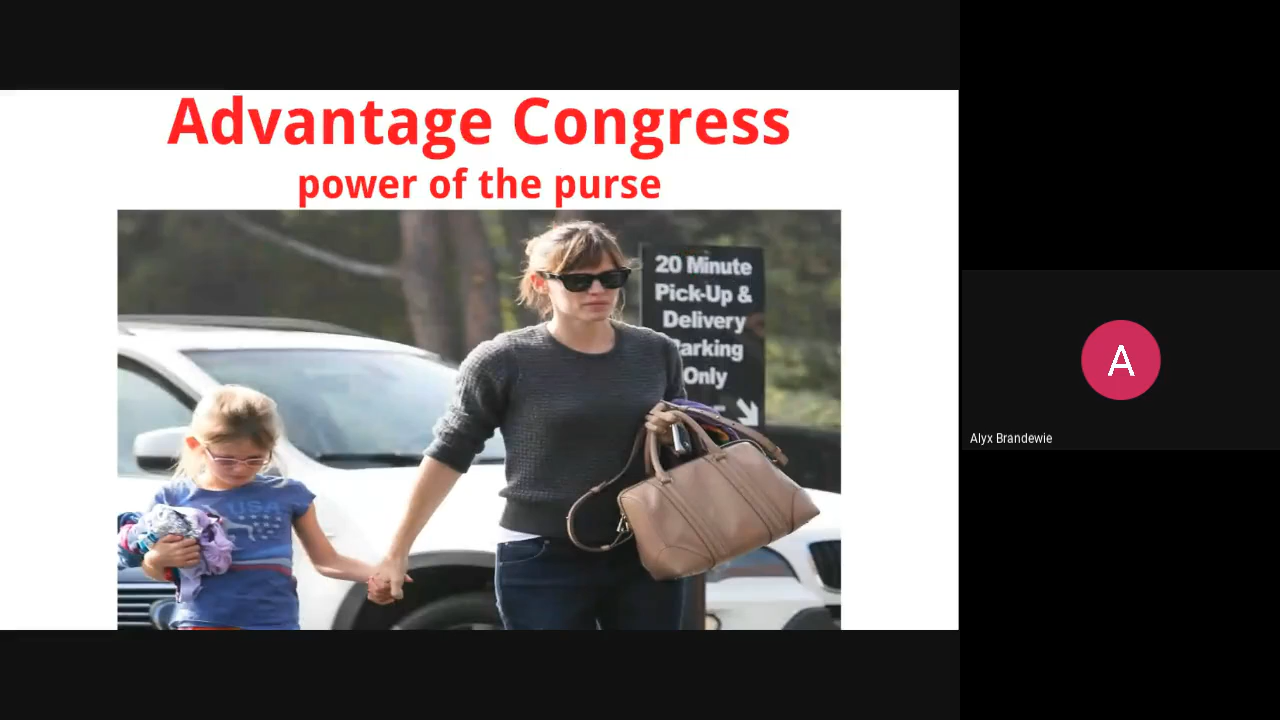 Advantage Congress
power of the purse
20 Minute
Pick-Up &
Delivery
Parking
Only
USA
A
Alyx Brandewie